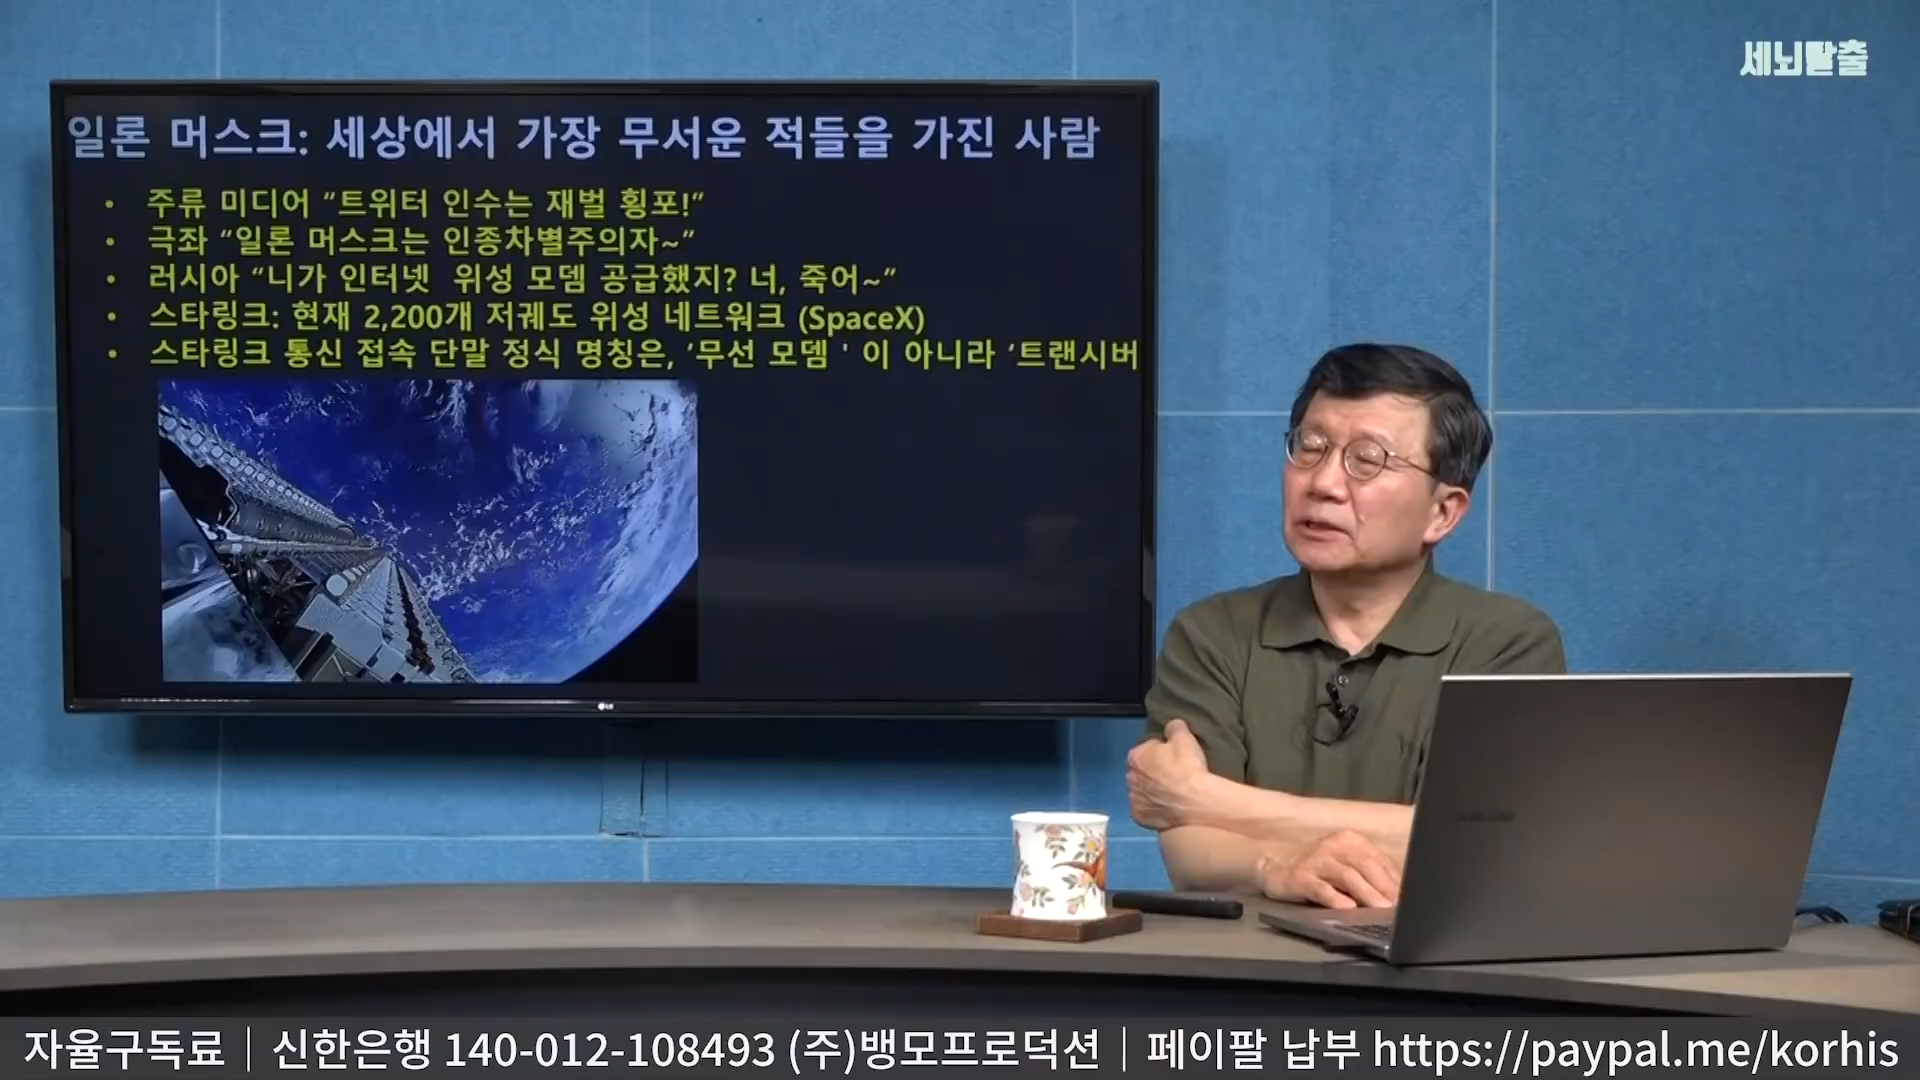 세뇌탈출
일론 머스크: 세상에서 가장 무서운 적들을 가진 사람
• 주류 미디어 “트위터 인수는 재벌 횡포!”
• 극좌 “일론 머스크는 인종차별주의자~”
• 러시아 “니가 인터넷  위성 모뎀 공급했지? 너, 죽어~”
• 스타링크: 현재 2,200개 저궤도 위성 네트워크 (SpaceX)
• 스타링크 통신 접속 단말 정식 명칭은, ‘무선 모뎀 ' 이 아니라 ‘트랜시버
LG
자율구독료｜신한은행 140-012-108493 (주)뱅모프로덕션｜페이팔 납부 https://paypal.me/korhis